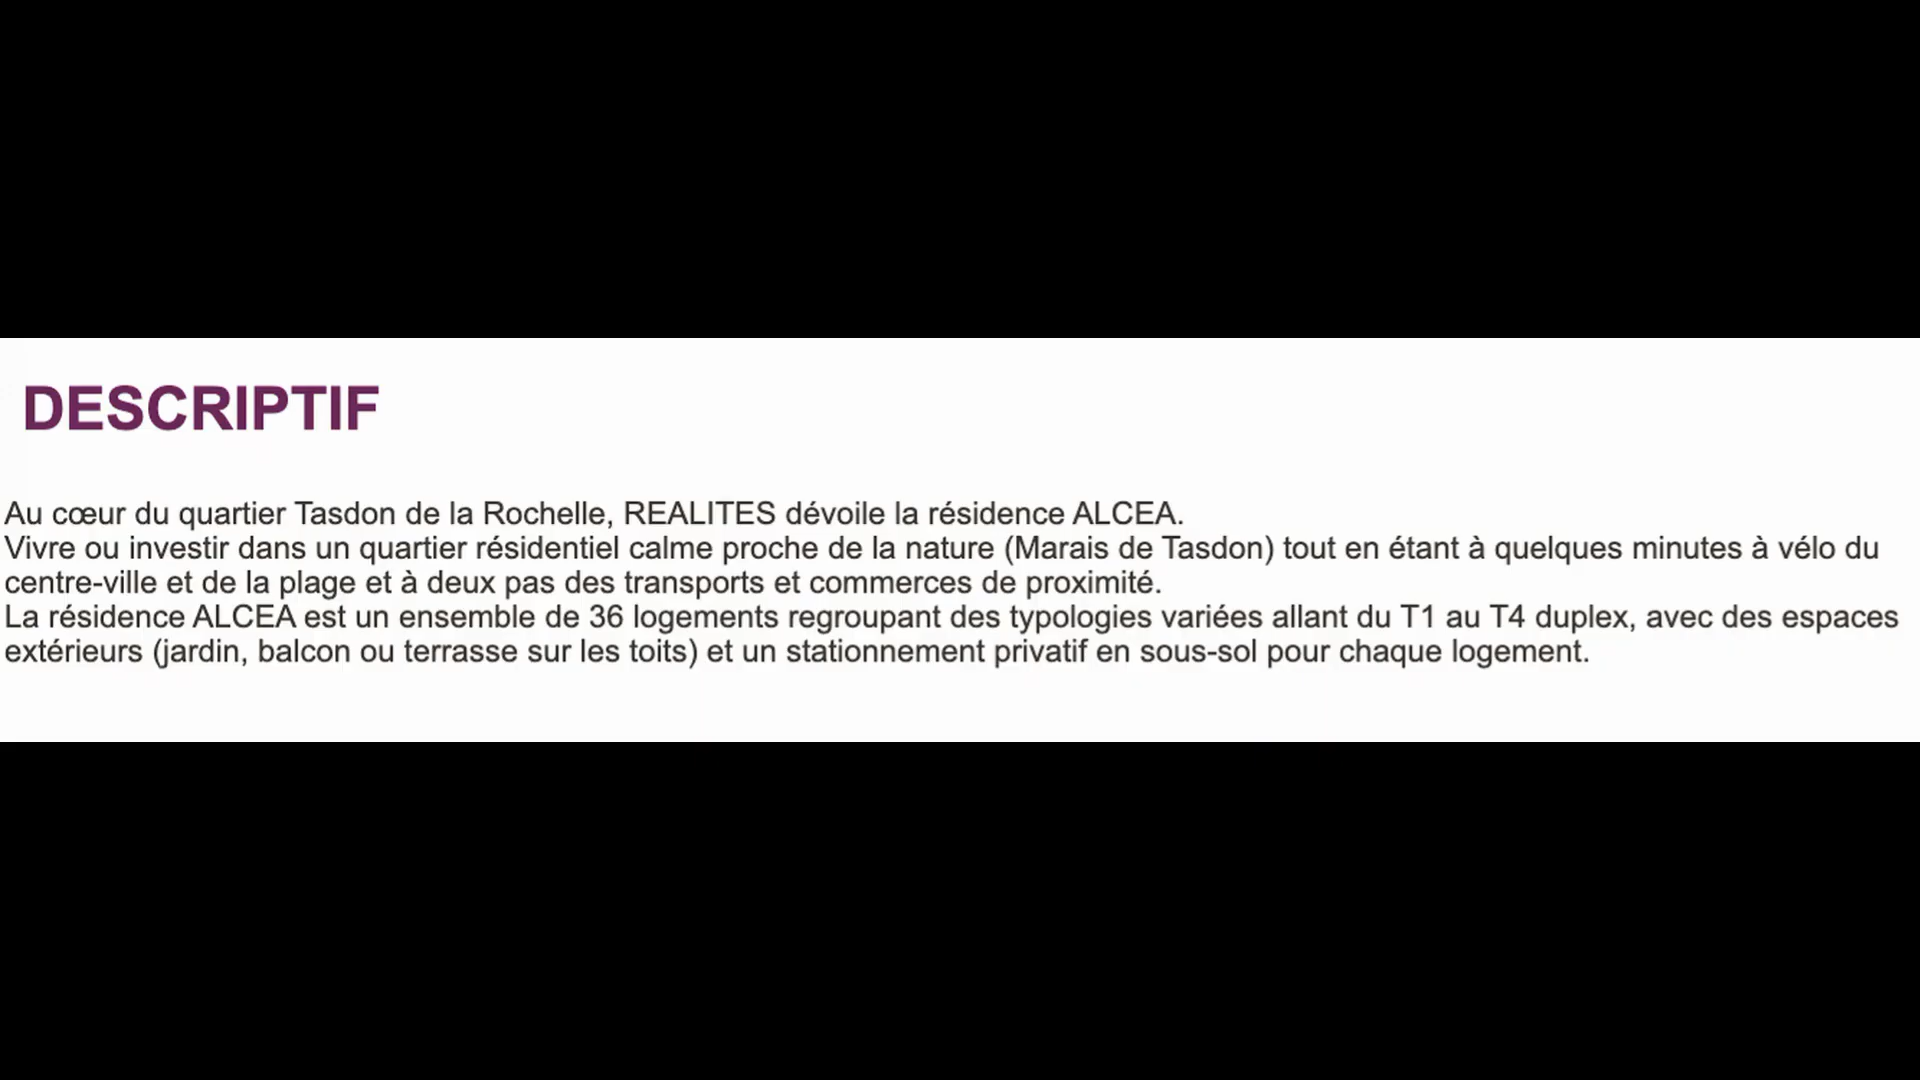 DESCRIPTIF
Au cœur du quartier Tasdon de la Rochelle, REALITES dévoile la résidence ALCEA.
Vivre ou investir dans un quartier résidentiel calme proche de la nature (Marais de Tasdon) tout en étant à quelques minutes à vélo du
centre-ville et de la plage et à deux pas des transports et commerces de proximité.
La résidence ALCEA est un ensemble de 36 logements regroupant des typologies variées allant du T1 au T4 duplex, avec des espaces
extérieurs (jardin, balcon ou terrasse sur les toits) et un stationnement privatif en sous-sol pour chaque logement.